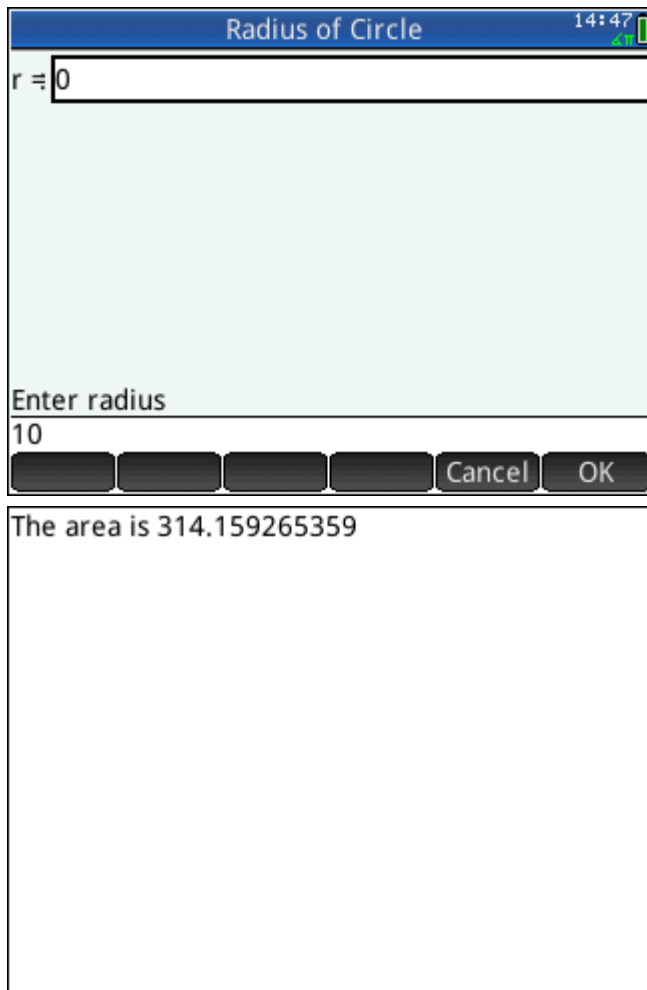 Radius of Circle
14:47
∠π
r = 0
Enter radius
10
Cancel OK
The area is 314.159265359